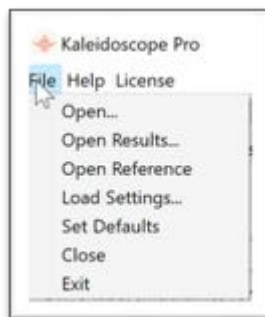 Kaleidoscope Pro
File Help License
Open...
Open Results...
Open Reference
Load Settings...
Set Defaults
Close
Exit